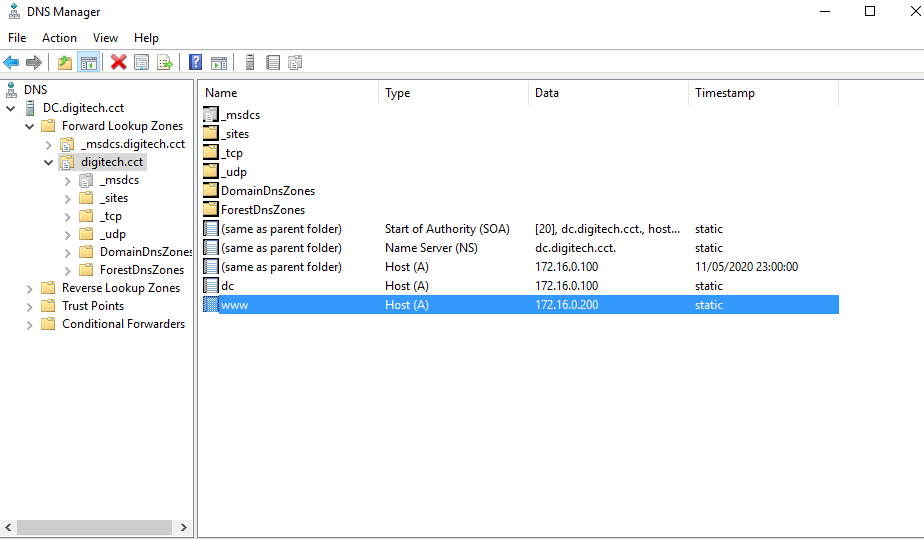 DNS Manager
File Action View Help
DNS
DC.digitech.cct
Forward Lookup Zones
_msdcs.digitech.cct
digitech.cct
_msdcs
_sites
_tcp
_udp
DomainDnsZones
ForestDnsZones
Reverse Lookup Zones
Trust Points
Conditional Forwarders
Name Type Data Timestamp
_msdcs
_sites
_tcp
_udp
DomainDnsZones
ForestDnsZones
(same as parent folder) Start of Authority (SOA) [20], dc.digitech.cct., host... static
(same as parent folder) Name Server (NS) dc.digitech.cct. static
(same as parent folder) Host (A) 172.16.0.100 11/05/2020 23:00:00
dc Host (A) 172.16.0.100 static
www Host (A) 172.16.0.200 static